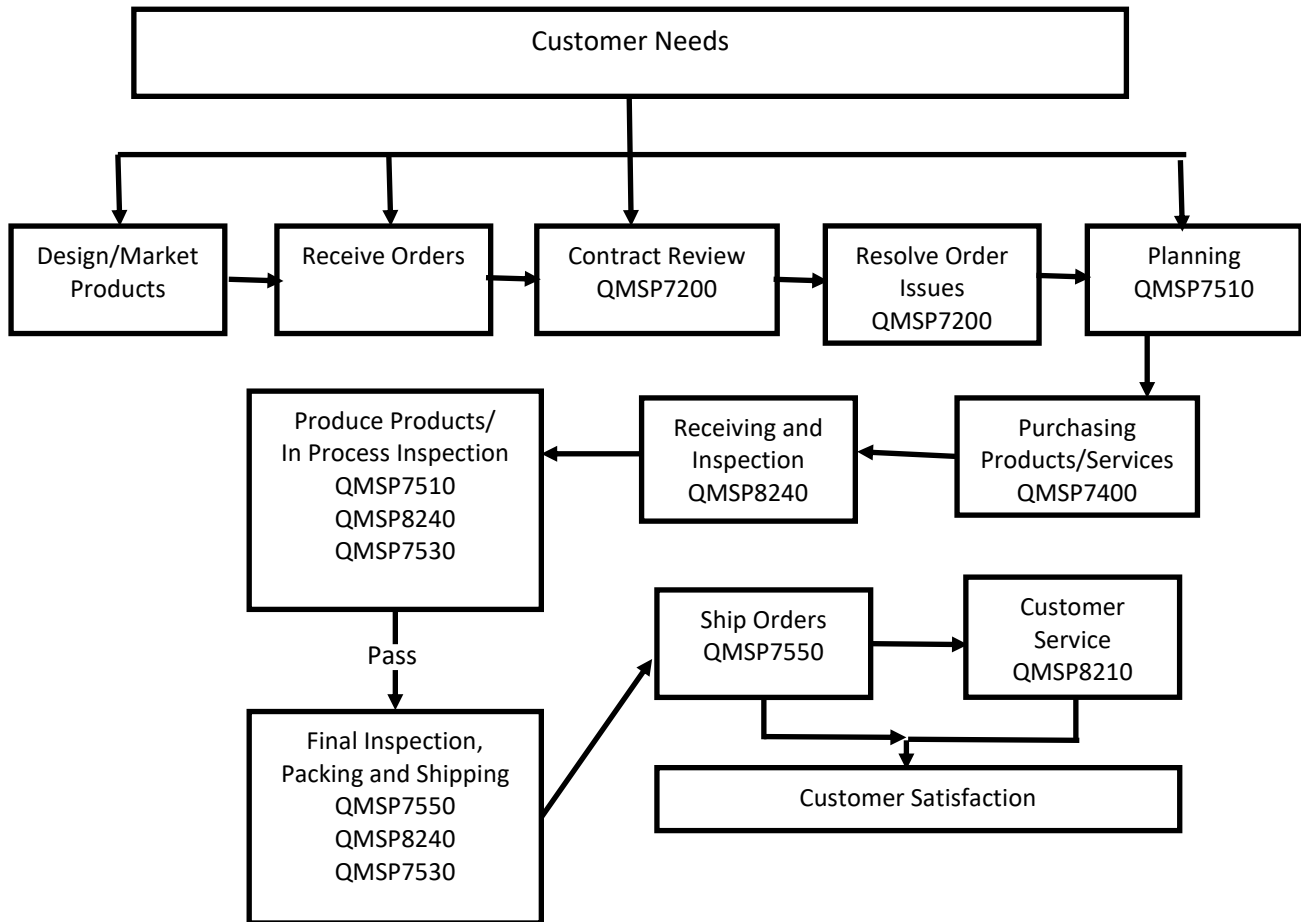 Customer Needs
Design/Market
Products
Receive Orders
Contract Review
QMSP7200
Resolve Order
Issues
QMSP7200
Planning
QMSP7510
Produce Products/
In Process Inspection
QMSP7510
QMSP8240
QMSP7530
Receiving and
Inspection
QMSP8240
Purchasing
Products/Services
QMSP7400
Pass
Ship Orders
QMSP7550
Customer
Service
QMSP8210
Final Inspection,
Packing and Shipping
QMSP7550
QMSP8240
QMSP7530
Customer Satisfaction